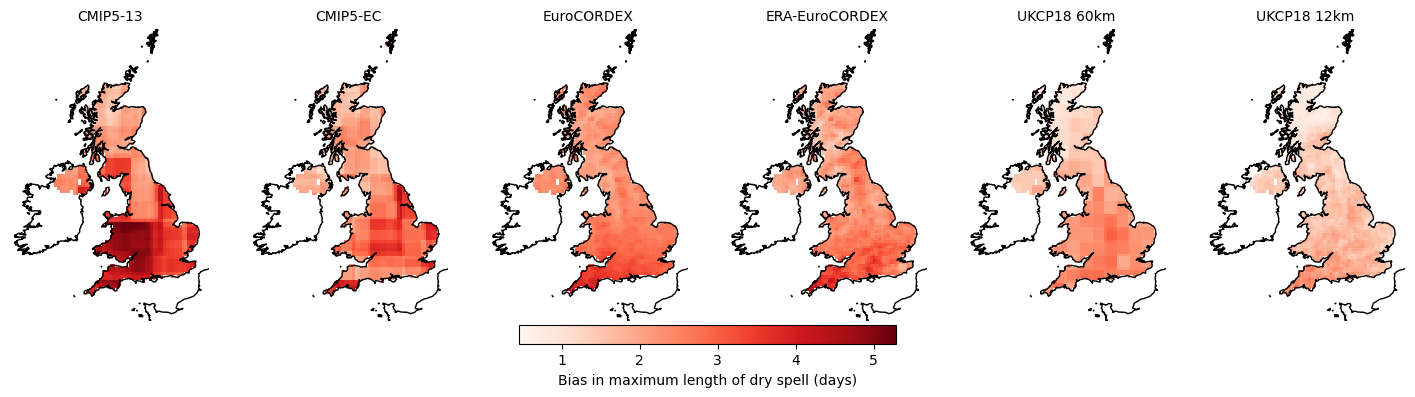 CMIP5-13 CMIP5-EC EuroCORDEX ERA-EuroCORDEX UKCP18 60km UKCP18 12km
1 2 3 4 5
Bias in maximum length of dry spell (days)